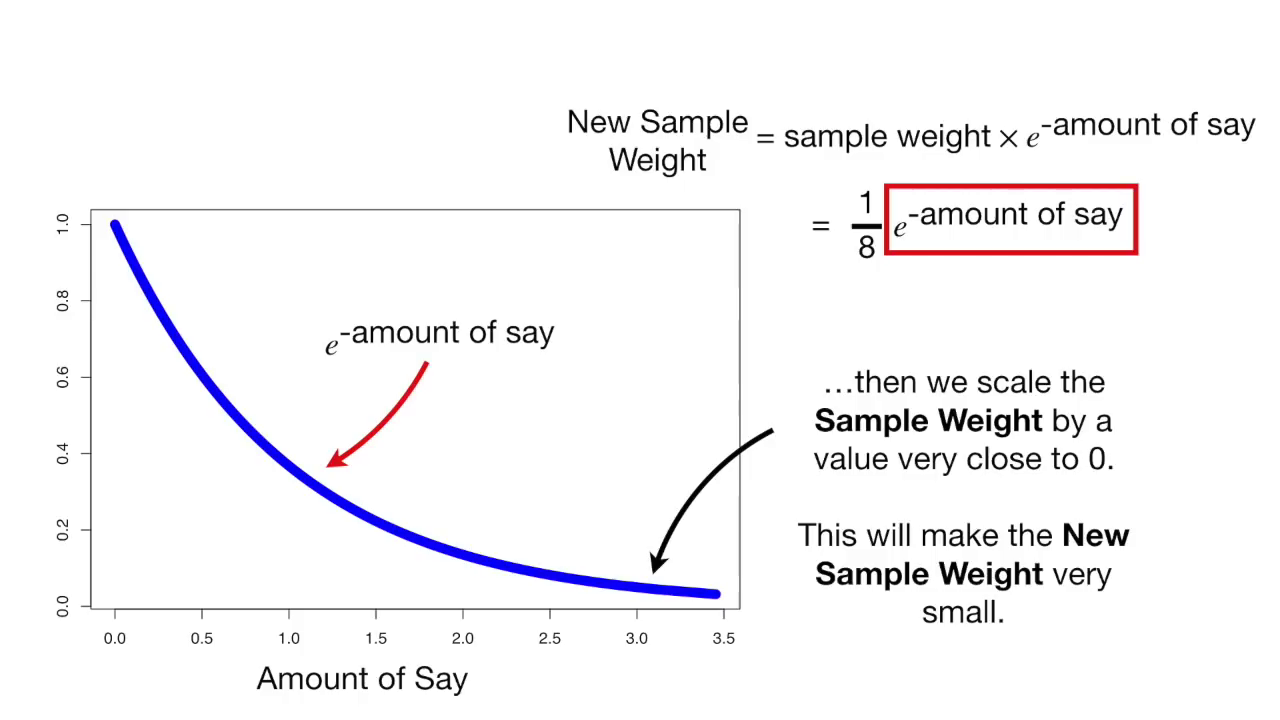 New Sample
Weight
= sample weight × e-amount of say
= 1
8 e-amount of say
e-amount of say
…then we scale the
Sample Weight by a
value very close to 0.
This will make the New
Sample Weight very
small.
1.0
0.8
0.6
0.4
0.2
0.0
0.0 0.5 1.0 1.5 2.0 2.5 3.0 3.5
Amount of Say